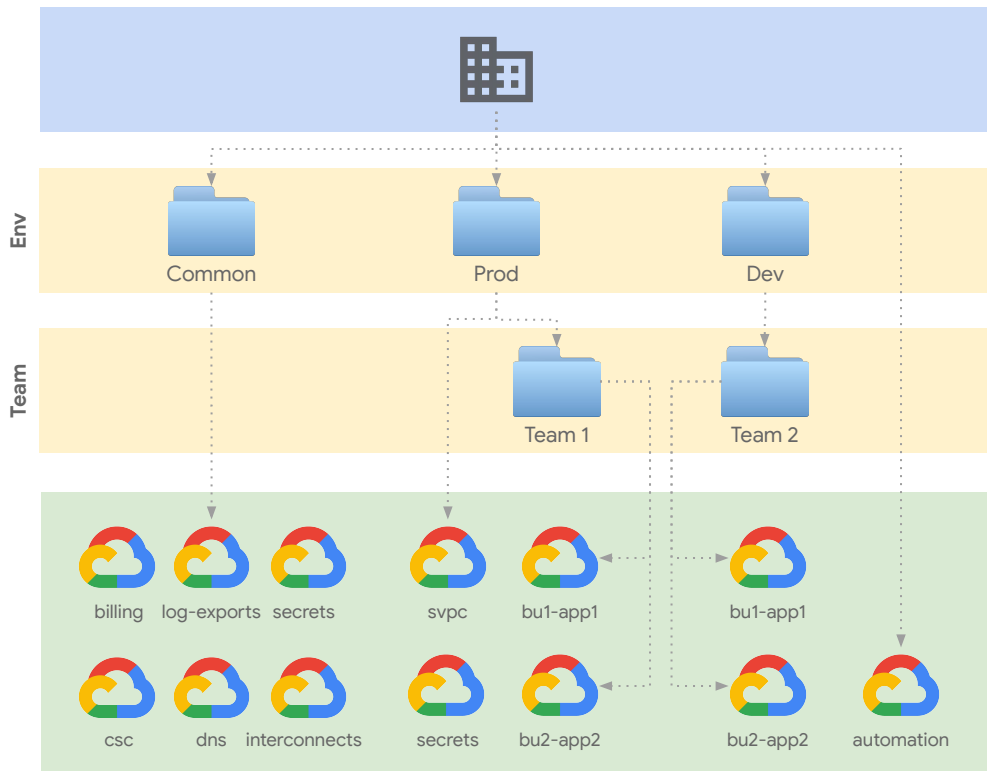 Env
Common
Prod
Dev
Team
Team 1
Team 2
billing
log-exports
secrets
svpc
bu1-app1
bu1-app1
csc
dns
interconnects
secrets
bu2-app2
bu2-app2
automation